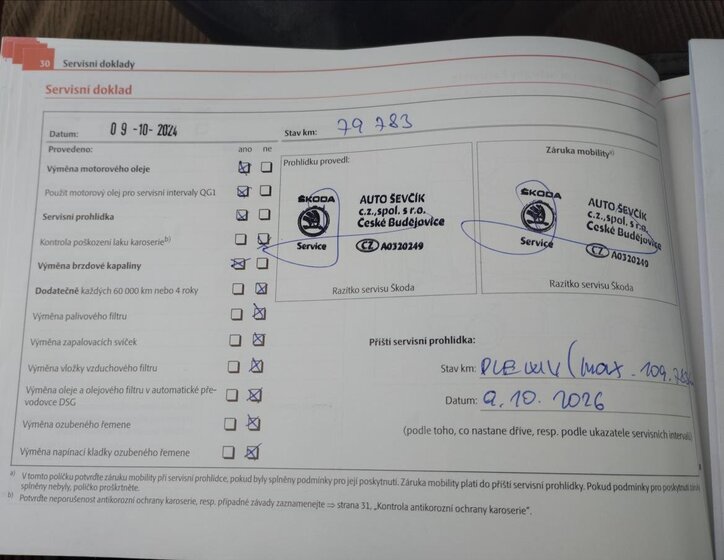 30 Servisní doklady
Servisní doklad
Datum: 09-10-2024
Stav km: 79 783
Provedeno: ano ne
Výměna motorového oleje
Použit motorový olej pro servisní intervaly QG1
Servisní prohlídka
Kontrola poškození laku karoserie b)
Výměna brzdové kapaliny
Dodatečně každých 60 000 km nebo 4 roky
Výměna palivového filtru
Výměna zapalovacích svíček
Výměna vložky vzduchového filtru
Výměna oleje a olejového filtru v automatické pře-
vodovce DSG
Výměna ozubeného řemene
Výměna napínací kladky ozubeného řemene
Prohlídku provedl:
ŠKODA
Service
AUTO ŠEVČÍK
c.z.,spol. s r.o.
České Budějovice
CZ A0320249
Razítko servisu Škoda
Záruka mobility a)
ŠKODA
Service
AUTO ŠEVČÍK
c.z.,spol. s r.o.
České Budějovice
CZ A0320249
Razítko servisu Škoda
Příští servisní prohlídka:
Stav km: (max. 109.783
Datum: 9.10. 2026
(podle toho, co nastane dříve, resp. podle ukazatele servisních intervalů)
a) V tomto políčku potvrďte záruku mobility při servisní prohlídce, pokud byly splněny podmínky pro její poskytnutí. Záruka mobility platí do příští servisní prohlídky. Pokud podmínky pro poskytnutí záruky
splněny nebyly, políčko proškrtněte.
b) Potvrďte neporušenost antikorozní ochrany karoserie, resp. případné závady zaznamenejte ⇒ strana 31, „Kontrola antikorozní ochrany karoserie".